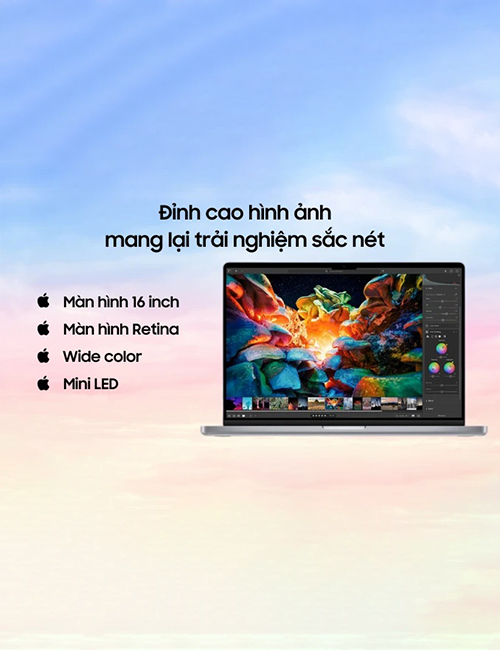 Đỉnh cao hình ảnh
mang lại trải nghiệm sắc nét
Màn hình 16 inch
Màn hình Retina
Wide color
Mini LED